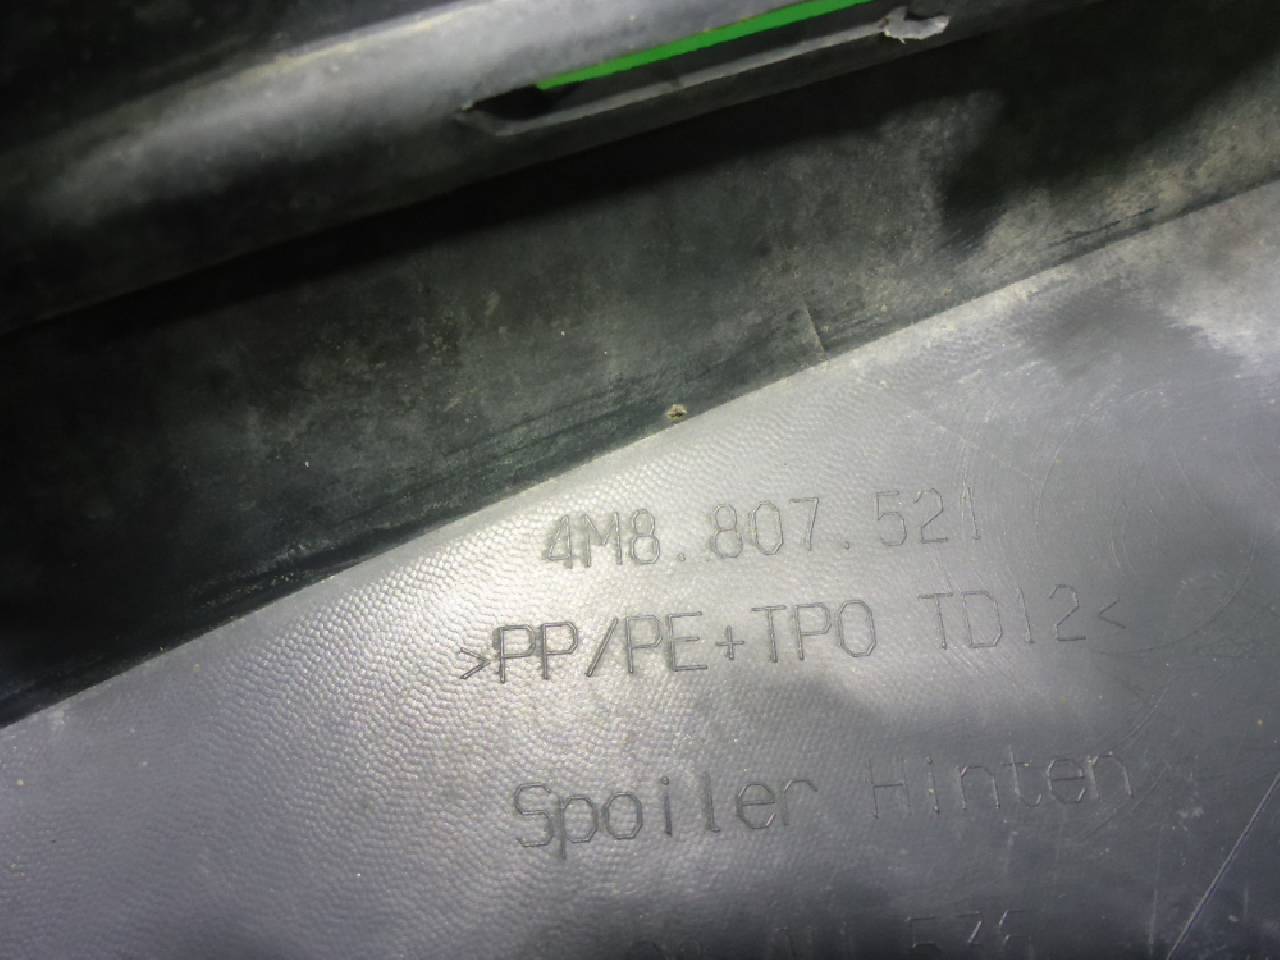 4M8.807.521
>PP/PE+TPO TD12<
Spoiler Hinten